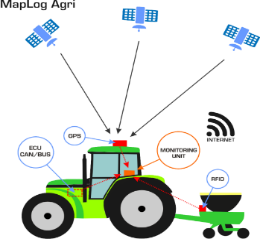 MapLog Agri
GPS
ECU
CAN/BUS
MONITORING
UNIT
INTERNET
RFID